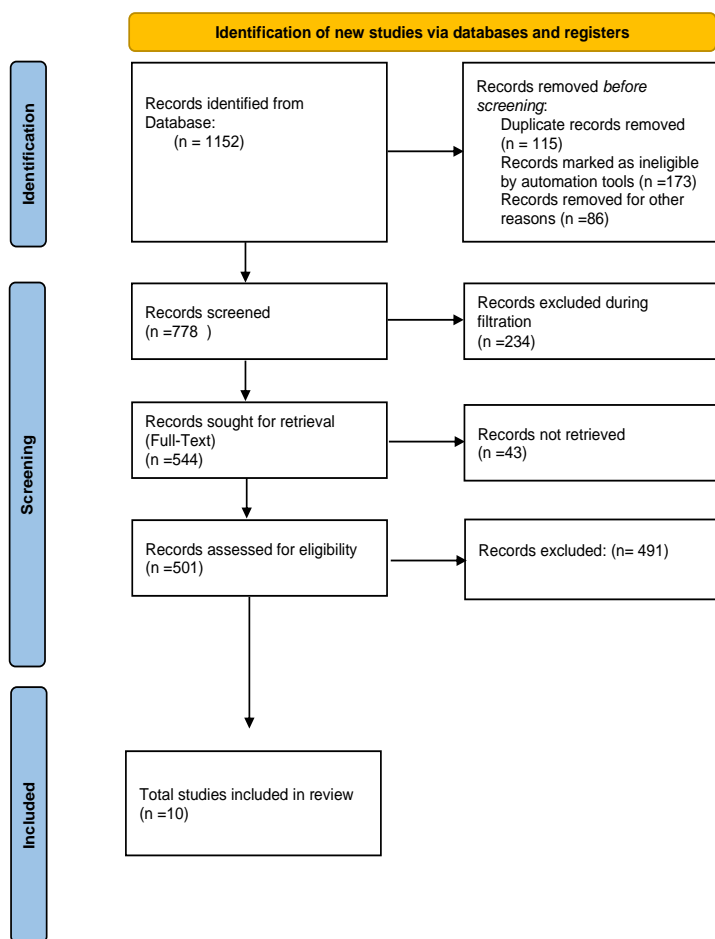 Identification of new studies via databases and registers
Identification
Records identified from
Database:
(n = 1152)
Records removed before
screening:
Duplicate records removed
(n = 115)
Records marked as ineligible
by automation tools (n =173)
Records removed for other
reasons (n =86)
Screening
Records screened
(n =778 )
Records excluded during
filtration
(n =234)
Records sought for retrieval
(Full-Text)
(n =544)
Records not retrieved
(n =43)
Records assessed for eligibility
(n =501)
Records excluded: (n= 491)
Included
Total studies included in review
(n =10)